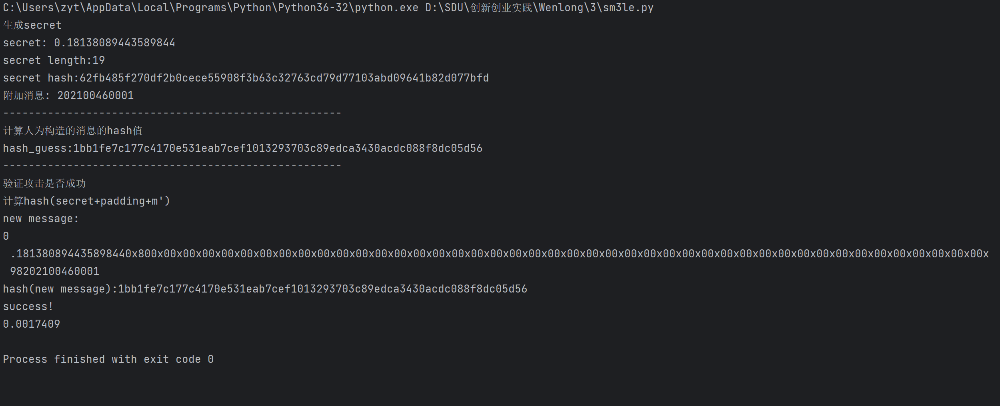 C:\Users\zyt\AppData\Local\Programs\Python\Python36-32\python.exe D:\SDU\创新创业实践\Wenlong\3\sm3le.py
生成secret
secret: 0.18138089443589844
secret length:19
secret hash:62fb485f270df2b0cece55908f3b63c32763cd79d77103abd09641b82d077bfd
附加消息: 202100460001
-----------------------------------------------------
计算人为构造的消息的hash值
hash_guess:1bb1fe7c177c4170e531eab7cef1013293703c89edca3430acdc088f8dc05d56
-----------------------------------------------------
验证攻击是否成功
计算hash(secret+padding+m')
new message:
0
.181380894435898440x800x00x00x00x00x00x00x00x00x00x00x00x00x00x00x00x00x00x00x00x00x00x00x00x00x00x00x00x00x00x00x00x00x00x00x00x00x00x00x00x00x00x00x00x
98202100460001
hash(new message):1bb1fe7c177c4170e531eab7cef1013293703c89edca3430acdc088f8dc05d56
success!
0.0017409
Process finished with exit code 0